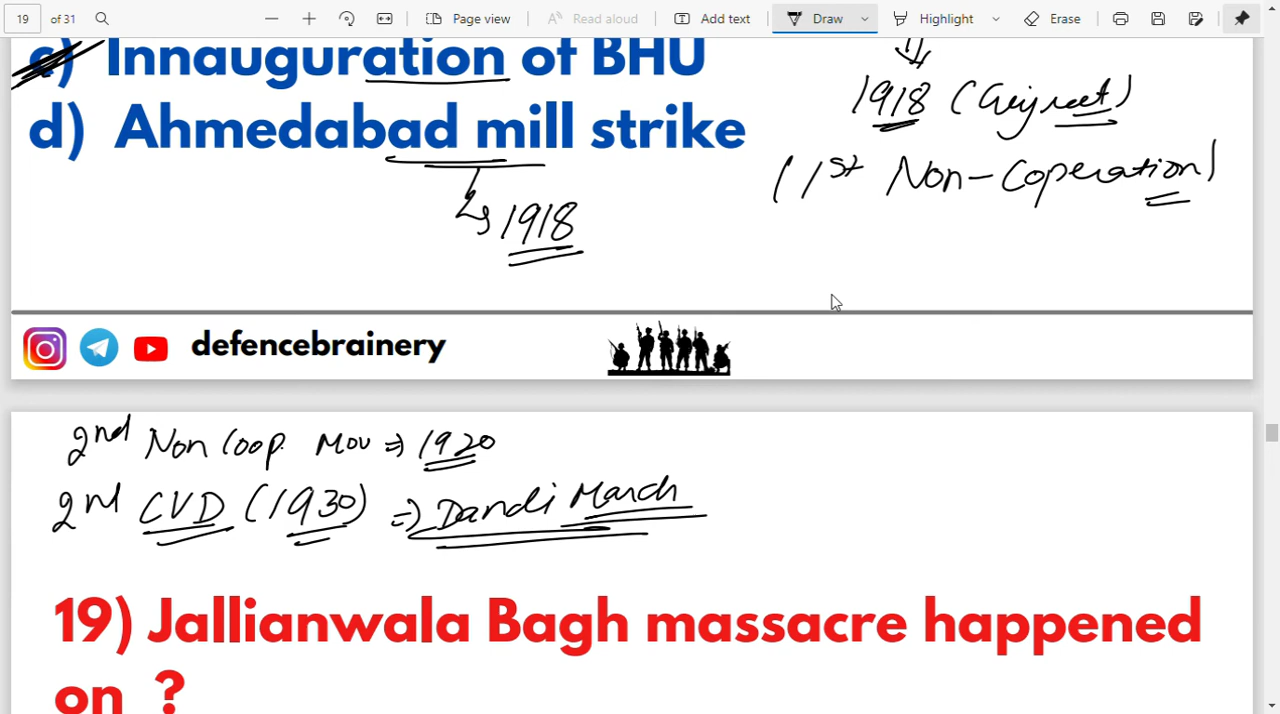 19 of 31 Page view Read aloud Add text Draw Highlight Erase
c) Innauguration of BHU
1918 (Gujraat)
d) Ahmedabad mill strike
(1st Non-Coperation)
1918
defencebrainery
2nd Non Coop. Mov ⇒ 1920
2nd CVD (1930) ⇒ Dandi March
19) Jallianwala Bagh massacre happened
on ?